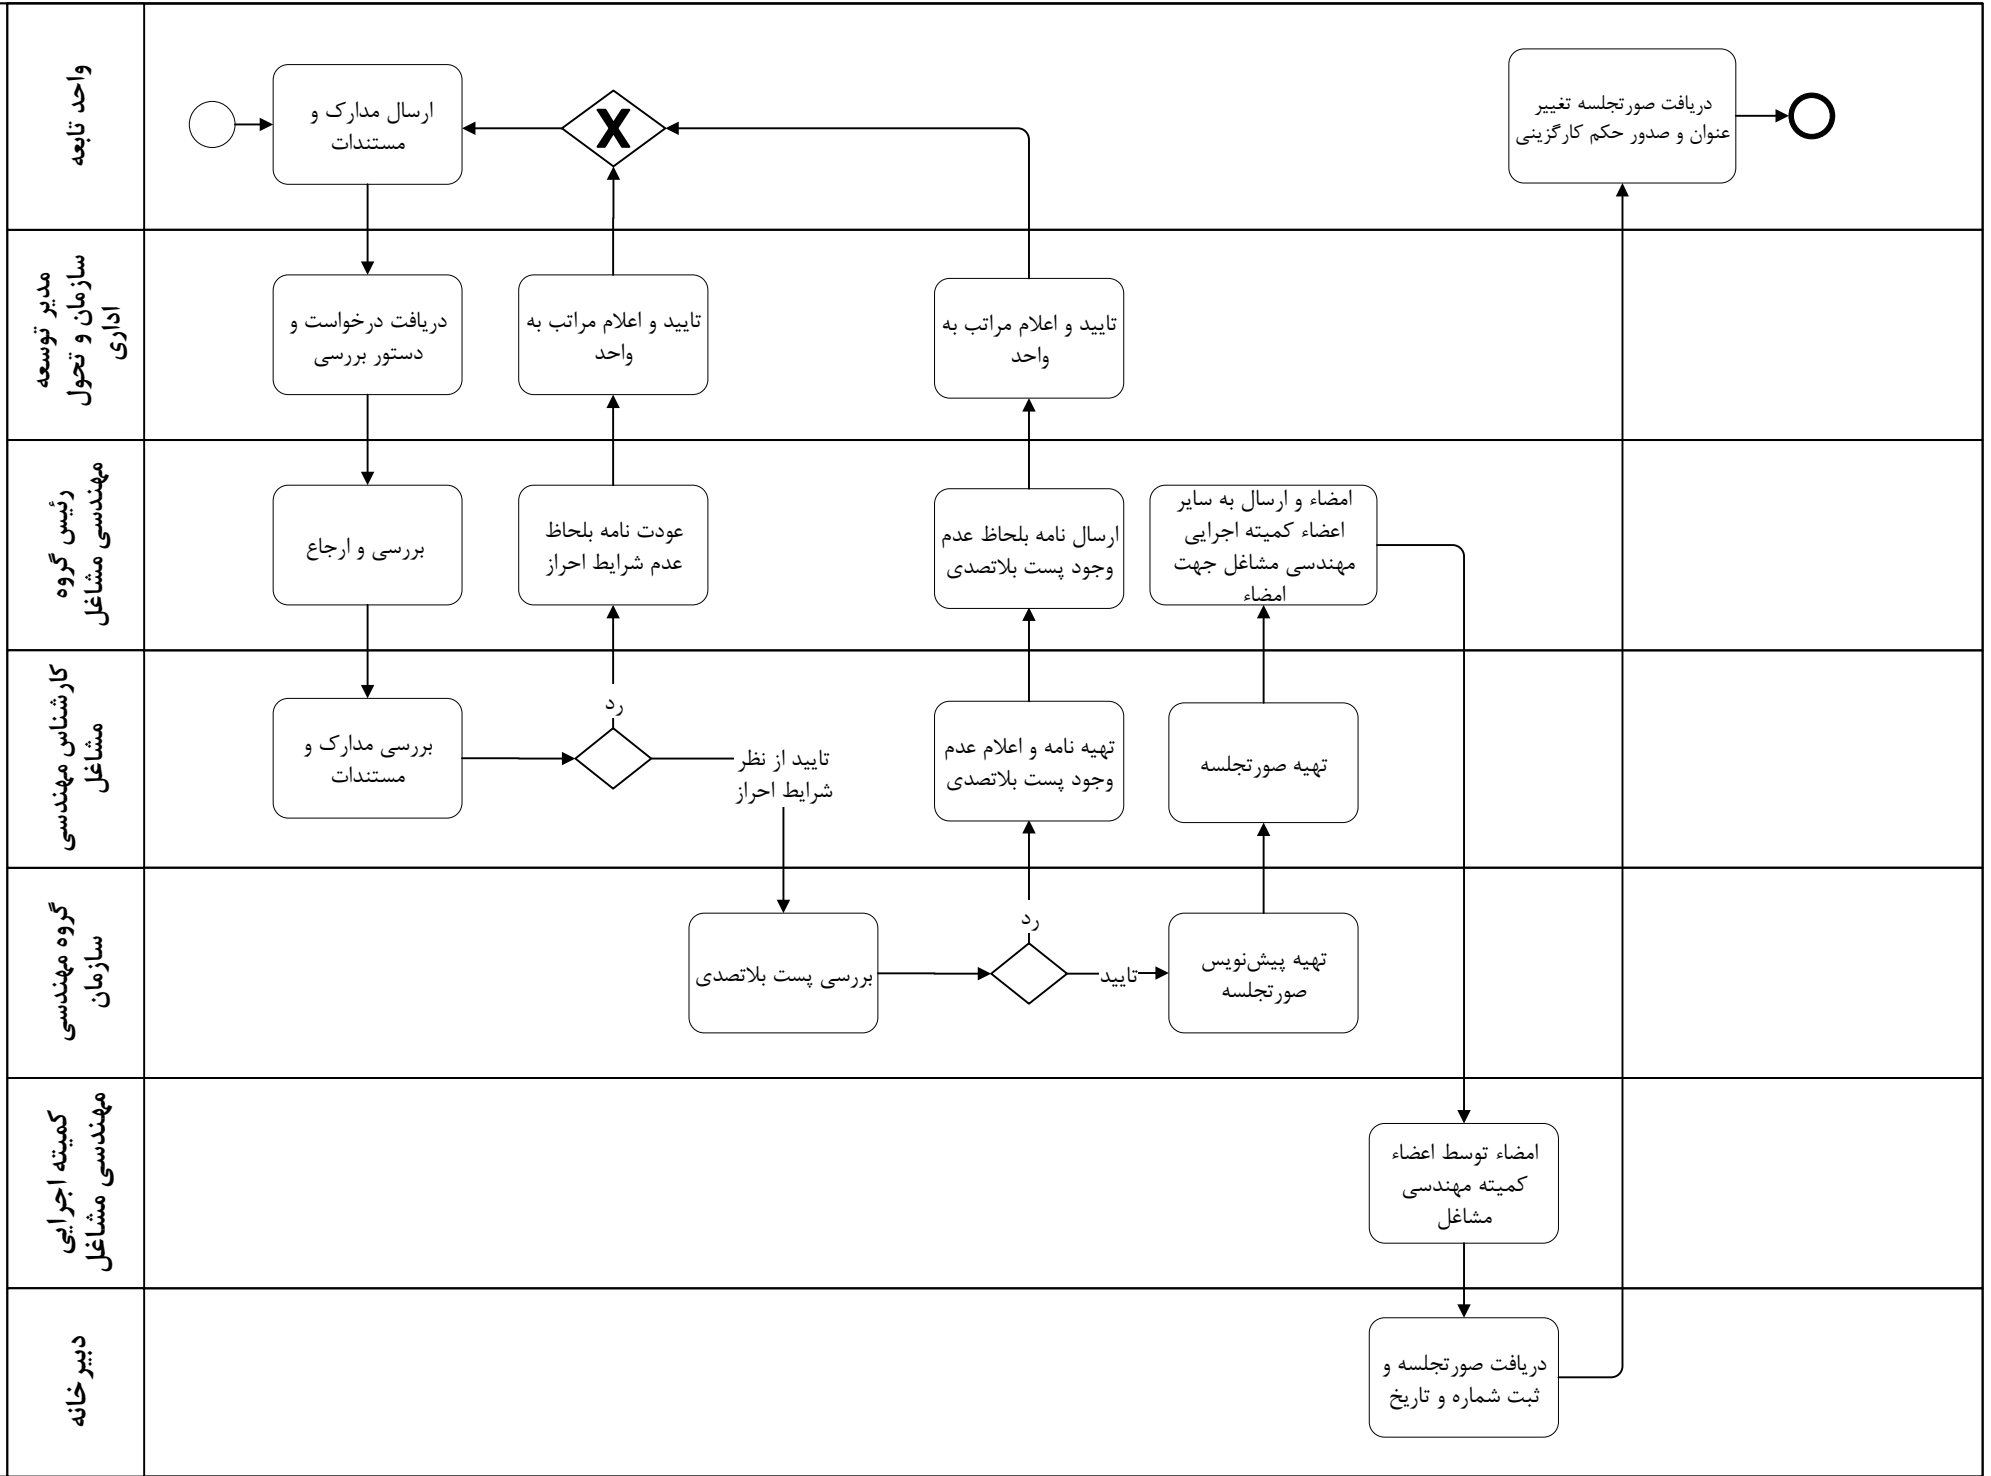 واحد تابعه
ارسال مدارک و
مستندات
X
دریافت صورتجلسه تغییر
عنوان و صدور حکم کارگزینی
مدیر توسعه
سازمان و تحول
اداری
دریافت درخواست و
دستور بررسی
تایید و اعلام مراتب به
واحد
تایید و اعلام مراتب به
واحد
رئیس گروه
مهندسی مشاغل
بررسی و ارجاع
عودت نامه بلحاظ
عدم شرایط احراز
ارسال نامه بلحاظ عدم
وجود پست بلاتصدی
امضاء و ارسال به سایر
اعضاء کمیته اجرایی
مهندسی مشاغل جهت
امضاء
کارشناس مهندسی
مشاغل
بررسی مدارک و
مستندات
رد
تایید از نظر
شرایط احراز
تهیه نامه و اعلام عدم
وجود پست بلاتصدی
تهیه صورتجلسه
گروه مهندسی
سازمان
بررسی پست بلاتصدی
رد
تایید
تهیه پیش‌نویس
صورتجلسه
کمیته اجرایی
مهندسی مشاغل
امضاء توسط اعضاء
کمیته مهندسی
مشاغل
دبیرخانه
دریافت صورتجلسه و
ثبت شماره و تاریخ